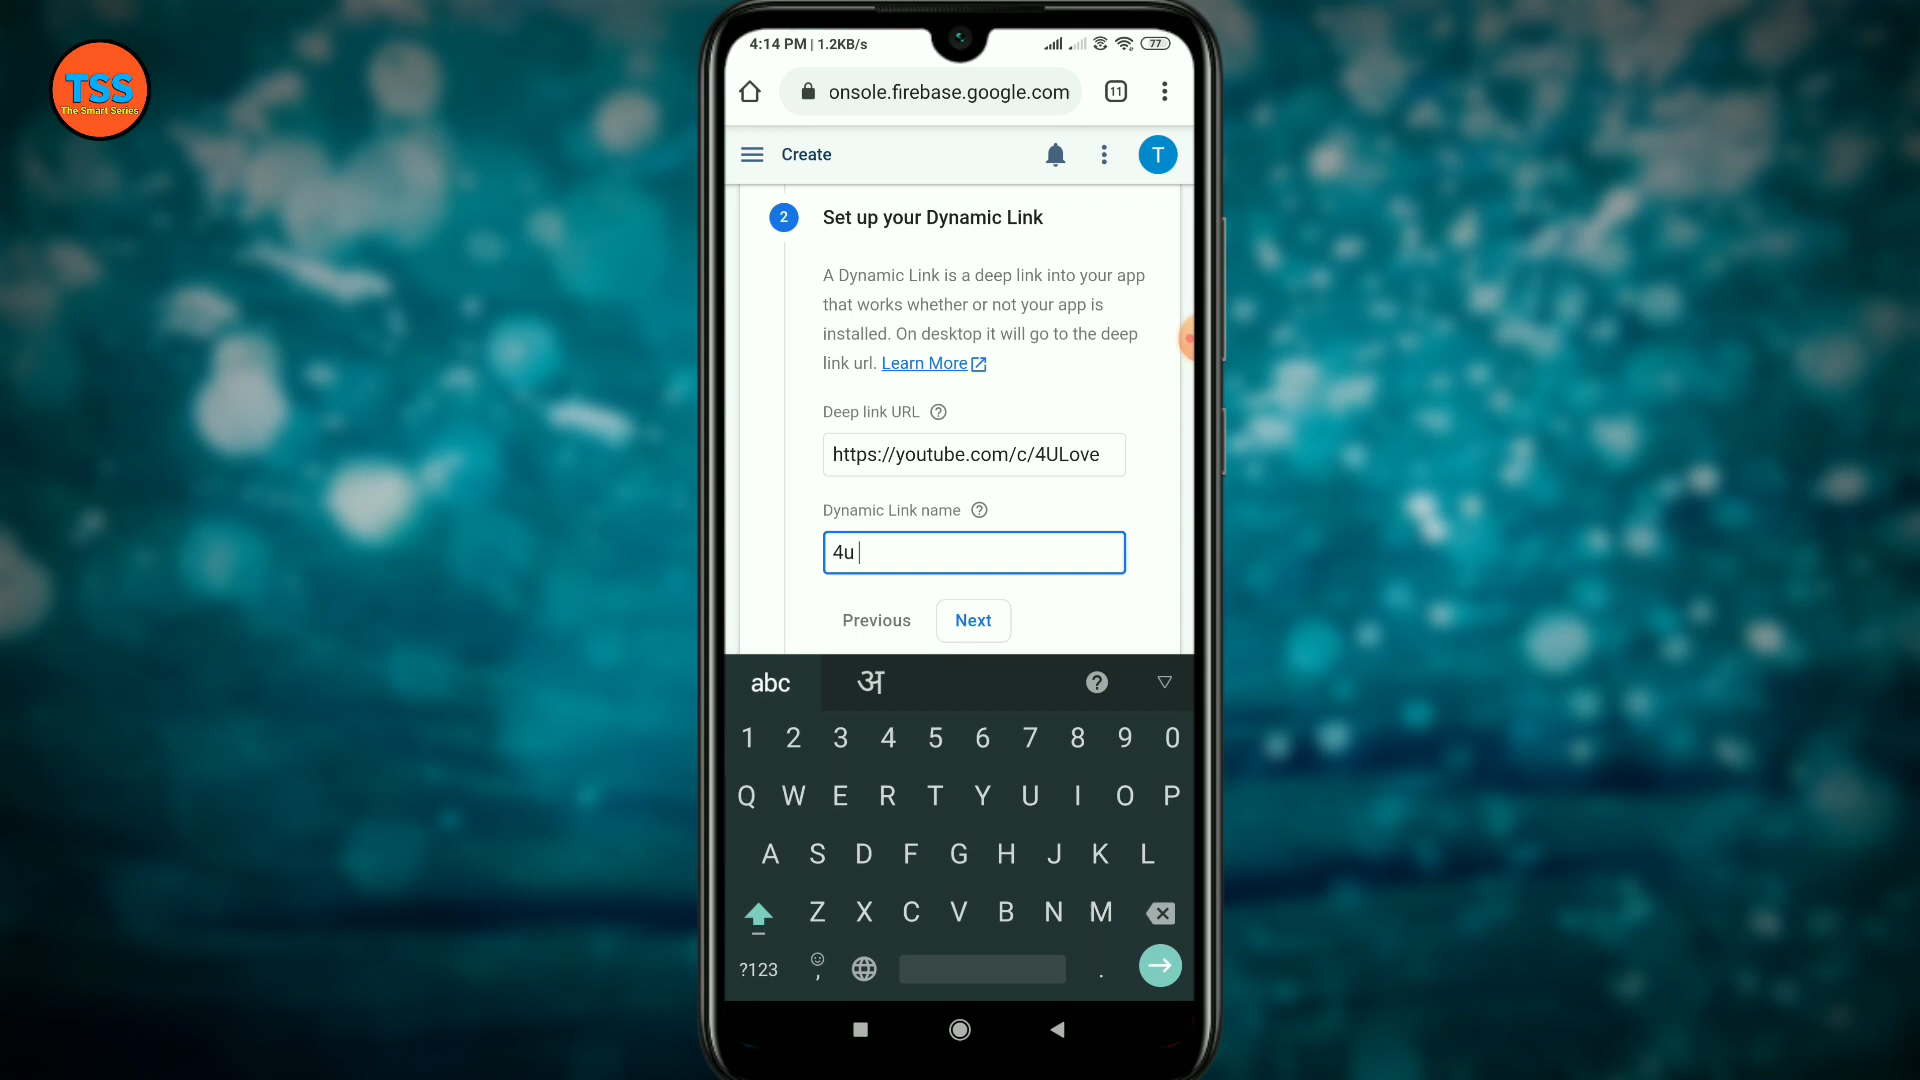 TSS
The Smart Series
4:14 PM | 1.2KB/s
77
onsole.firebase.google.com
11
Create
T
2
Set up your Dynamic Link
A Dynamic Link is a deep link into your app
that works whether or not your app is
installed. On desktop it will go to the deep
link url. Learn More
Deep link URL
https://youtube.com/c/4ULove
Dynamic Link name
4u
Previous
Next
abc
अ
1 2 3 4 5 6 7 8 9 0
Q W E R T Y U I O P
A S D F G H J K L
Z X C V B N M
?123
,
.